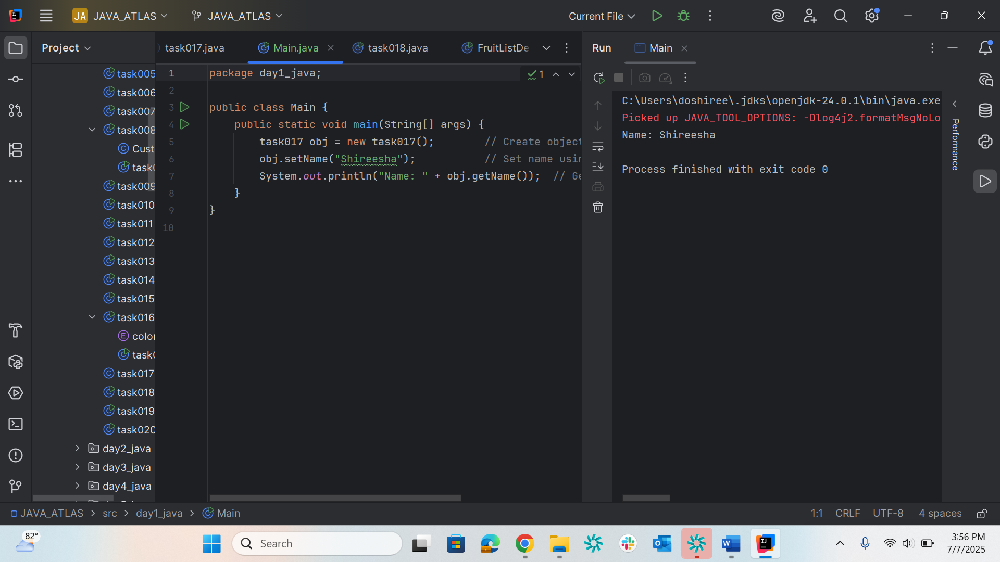 JA JAVA_ATLAS JAVA_ATLAS Current File
Project
task017.java Main.java task018.java FruitListDe
Run Main
task005
task006
task007
task008
Custo
task0
task009
task010
task011
task012
task013
task014
task015
task016
color
task0
task017
task018
task019
task020
day2_java
day3_java
day4_java
1 package day1_java;
2
3 public class Main {
4 public static void main(String[] args) {
5 task017 obj = new task017(); // Create object
6 obj.setName("Shireesha"); // Set name usin
7 System.out.println("Name: " + obj.getName()); // Ge
8 }
9 }
10
1
C:\Users\doshiree\.jdks\openjdk-24.0.1\bin\java.exe
Picked up JAVA_TOOL_OPTIONS: -Dlog4j2.formatMsgNoLo
Name: Shireesha
Process finished with exit code 0
Performance
JAVA_ATLAS > src > day1_java > Main
1:1 CRLF UTF-8 4 spaces
82°
Search
3:56 PM
7/7/2025